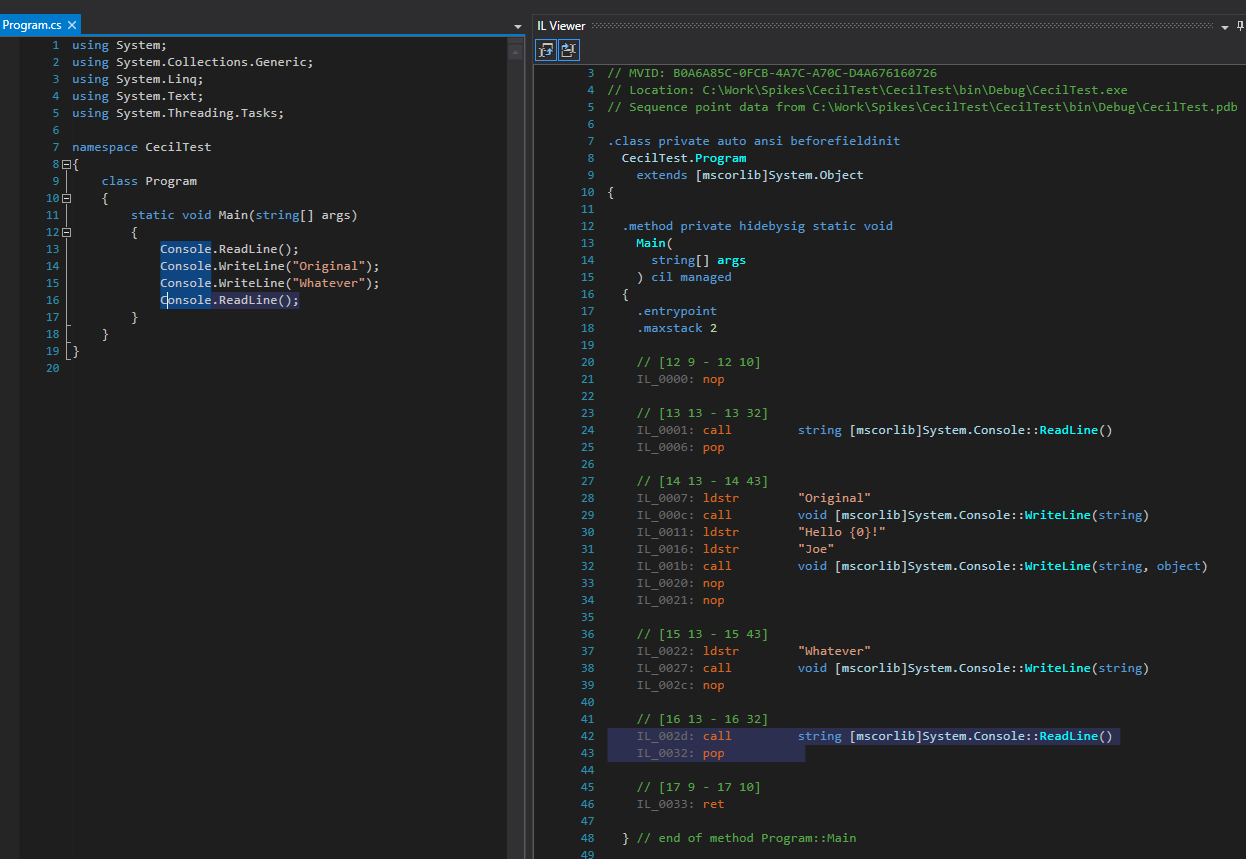 Program.cs
1 using System;
2 using System.Collections.Generic;
3 using System.Linq;
4 using System.Text;
5 using System.Threading.Tasks;
6
7 namespace CecilTest
8 {
9 class Program
10 {
11 static void Main(string[] args)
12 {
13 Console.ReadLine();
14 Console.WriteLine("Original");
15 Console.WriteLine("Whatever");
16 Console.ReadLine();
17 }
18 }
19 }
20
IL Viewer
3 // MVID: B0A6A85C-0FCB-4A7C-A70C-D4A676160726
4 // Location: C:\Work\Spikes\CecilTest\CecilTest\bin\Debug\CecilTest.exe
5 // Sequence point data from C:\Work\Spikes\CecilTest\CecilTest\bin\Debug\CecilTest.pdb
6
7 .class private auto ansi beforefieldinit
8 CecilTest.Program
9 extends [mscorlib]System.Object
10 {
11
12 .method private hidebysig static void
13 Main(
14 string[] args
15 ) cil managed
16 {
17 .entrypoint
18 .maxstack 2
19
20 // [12 9 - 12 10]
21 IL_0000: nop
22
23 // [13 13 - 13 32]
24 IL_0001: call string [mscorlib]System.Console::ReadLine()
25 IL_0006: pop
26
27 // [14 13 - 14 43]
28 IL_0007: ldstr "Original"
29 IL_000c: call void [mscorlib]System.Console::WriteLine(string)
30 IL_0011: ldstr "Hello {0}!"
31 IL_0016: ldstr "Joe"
32 IL_001b: call void [mscorlib]System.Console::WriteLine(string, object)
33 IL_0020: nop
34 IL_0021: nop
35
36 // [15 13 - 15 43]
37 IL_0022: ldstr "Whatever"
38 IL_0027: call void [mscorlib]System.Console::WriteLine(string)
39 IL_002c: nop
40
41 // [16 13 - 16 32]
42 IL_002d: call string [mscorlib]System.Console::ReadLine()
43 IL_0032: pop
44
45 // [17 9 - 17 10]
46 IL_0033: ret
47
48 } // end of method Program::Main
49